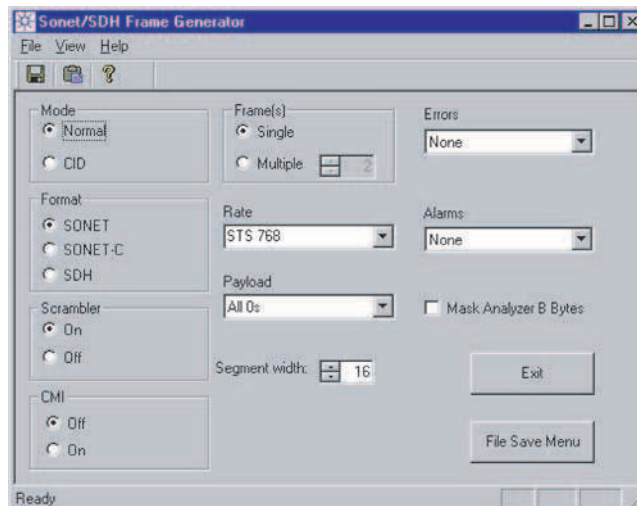 Sonet/SDH Frame Generator
File View Help
Mode
Normal
CID
Format
SONET
SONET-C
SDH
Scrambler
On
Off
CMI
Off
On
Frame(s)
Single
Multiple 2
Rate
STS 768
Payload
All 0s
Segment width: 16
Errors
None
Alarms
None
Mask Analyzer B Bytes
Exit
File Save Menu
Ready